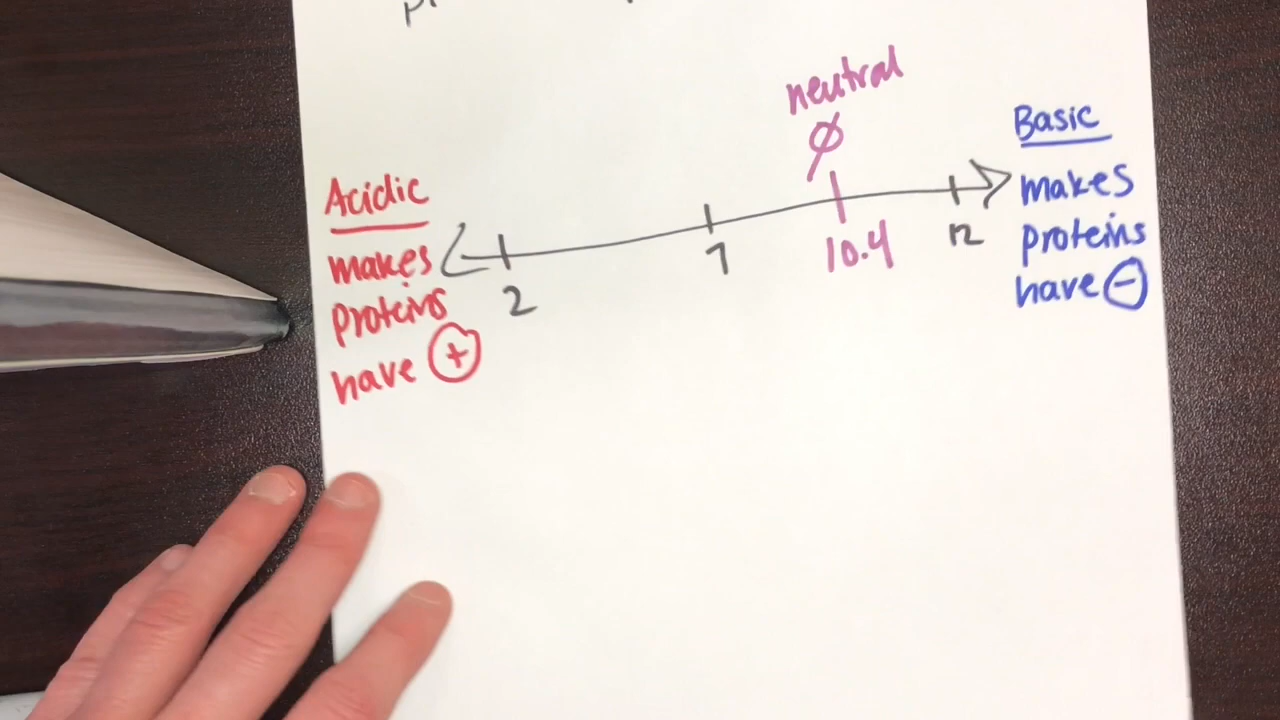 neutral
Ø
Basic
makes
proteins
have ⊖
Acidic
makes
proteins
have ⊕
2
7
10.4
12